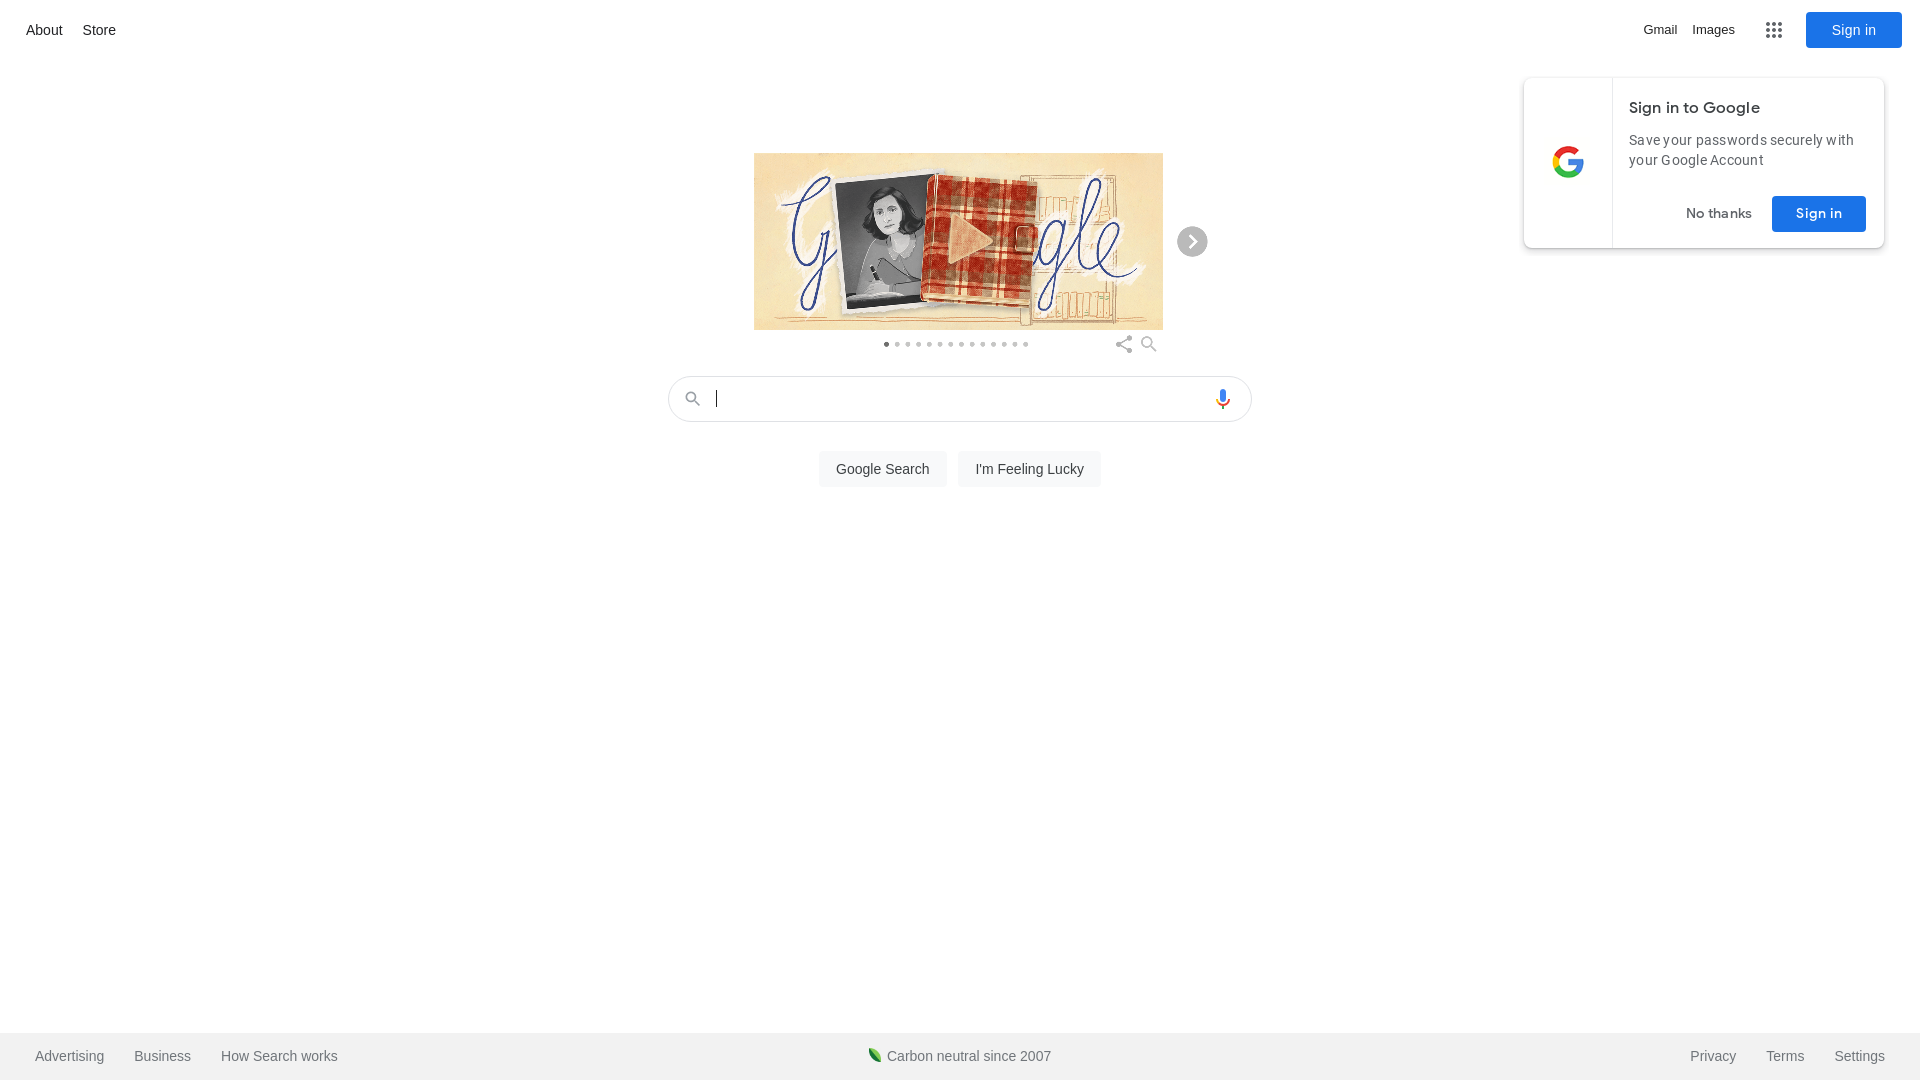 About Store
Gmail Images Sign in
Sign in to Google
Save your passwords securely with
your Google Account
No thanks Sign in
Google
Google Search I'm Feeling Lucky
Advertising Business How Search works
Carbon neutral since 2007
Privacy Terms Settings